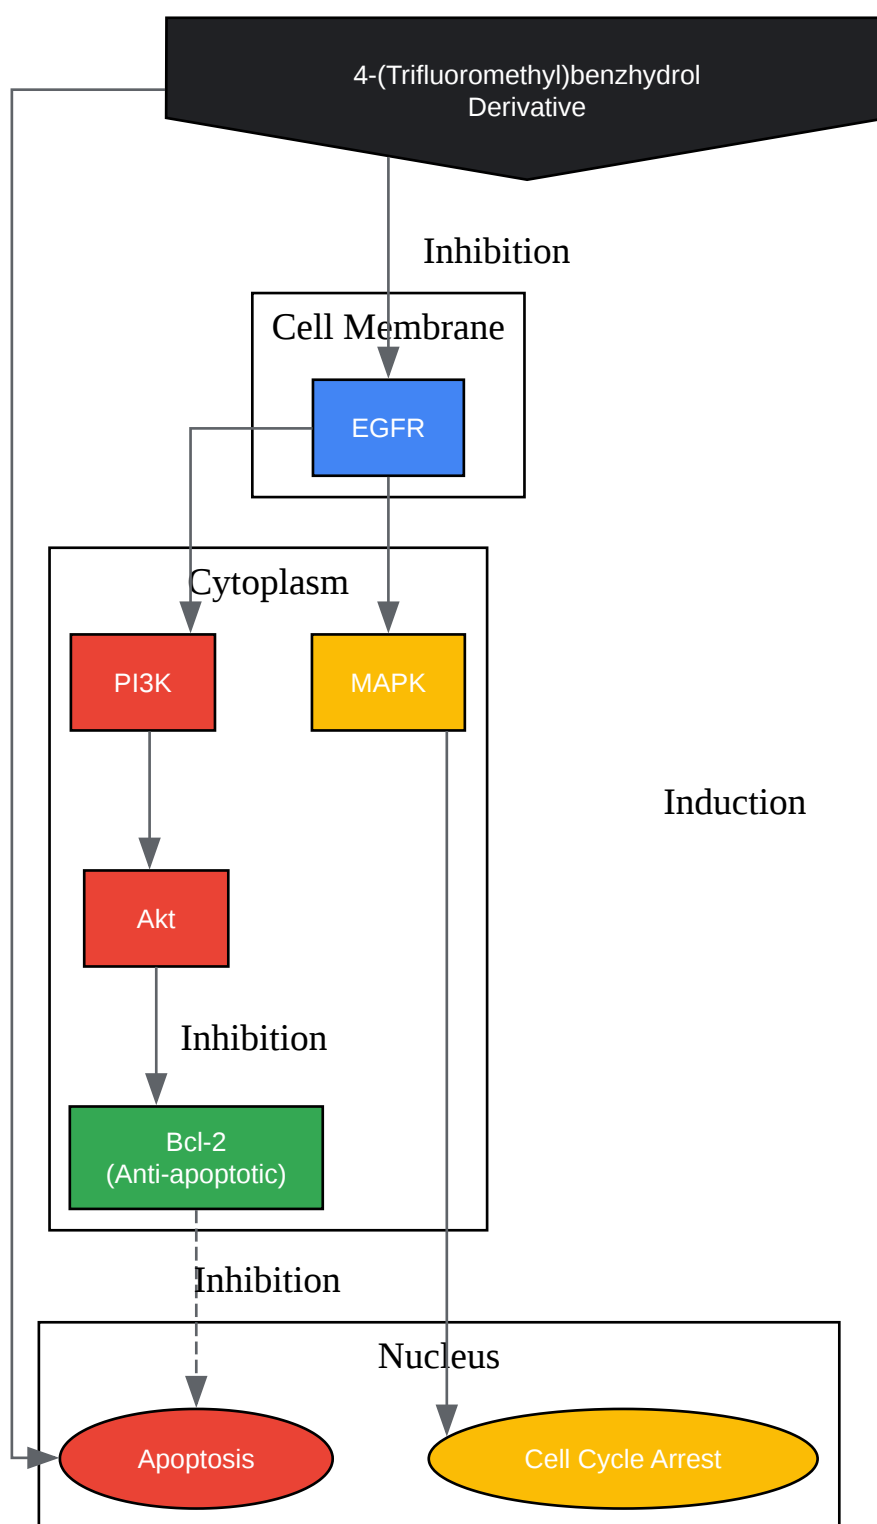 4-(Trifluoromethyl)benzhydrol
Derivative
Inhibition
Cell Membrane
EGFR
Cytoplasm
PI3K
MAPK
Induction
Akt
Inhibition
Bcl-2
(Anti-apoptotic)
Inhibition
Nucleus
Apoptosis
Cell Cycle Arrest